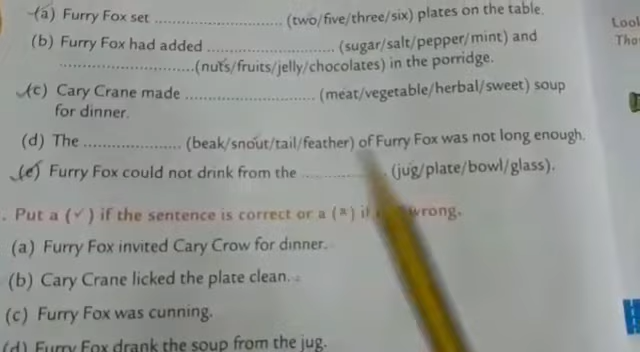 (a) Furry Fox set .................... (two/five/three/six) plates on the table.
(b) Furry Fox had added .................... (sugar/salt/pepper/mint) and
.................... (nuts/fruits/jelly/chocolates) in the porridge.
(c) Cary Crane made .................... (meat/vegetable/herbal/sweet) soup
for dinner.
(d) The .................... (beak/snout/tail/feather) of Furry Fox was not long enough.
(e) Furry Fox could not drink from the .................... (jug/plate/bowl/glass).
. Put a (✓) if the sentence is correct or a (×) wrong.
(a) Furry Fox invited Cary Crow for dinner.
(b) Cary Crane licked the plate clean.
(c) Furry Fox was cunning.
(d) Furry Fox drank the soup from the jug.